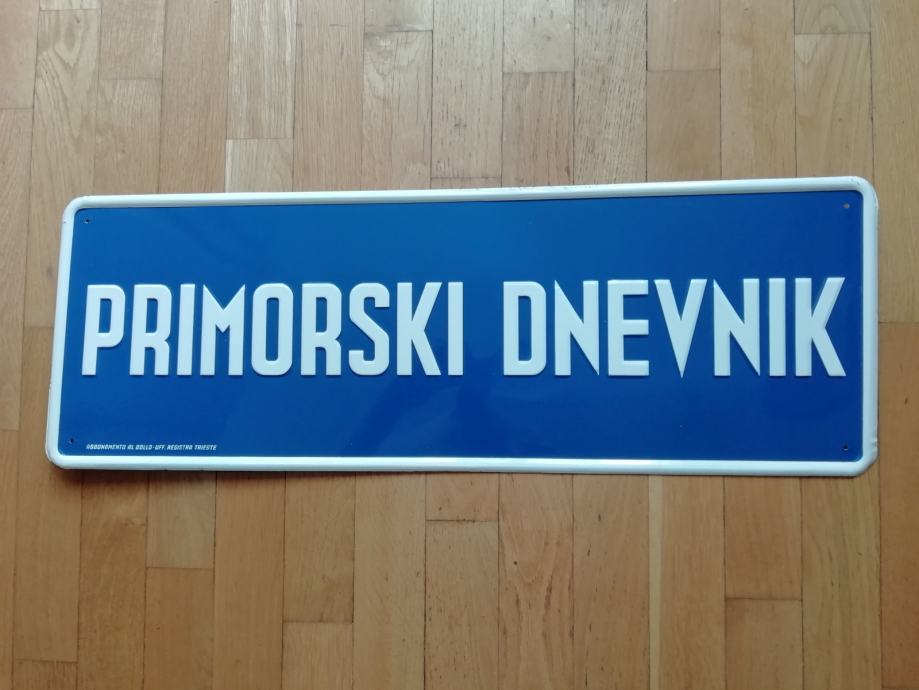 PRIMORSKI DNEVNIK
ABBONAMENTO AL BOLLO-UFF. REGISTRO TRIESTE